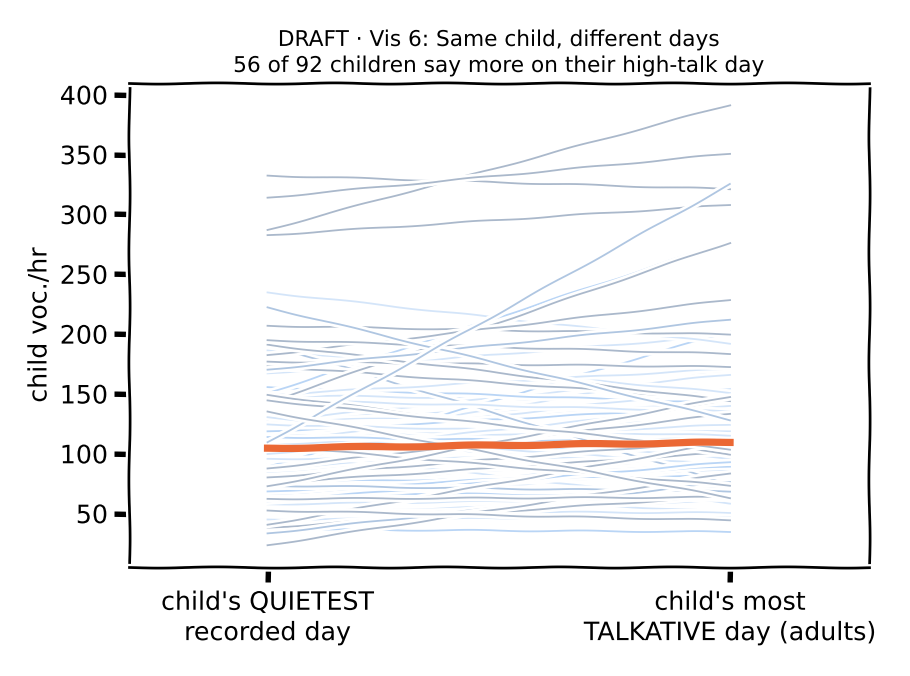 DRAFT · Vis 6: Same child, different days
56 of 92 children say more on their high-talk day
400
350
300
250
200
150
100
50
child voc./hr
child's QUIETEST
recorded day
child's most
TALKATIVE day (adults)